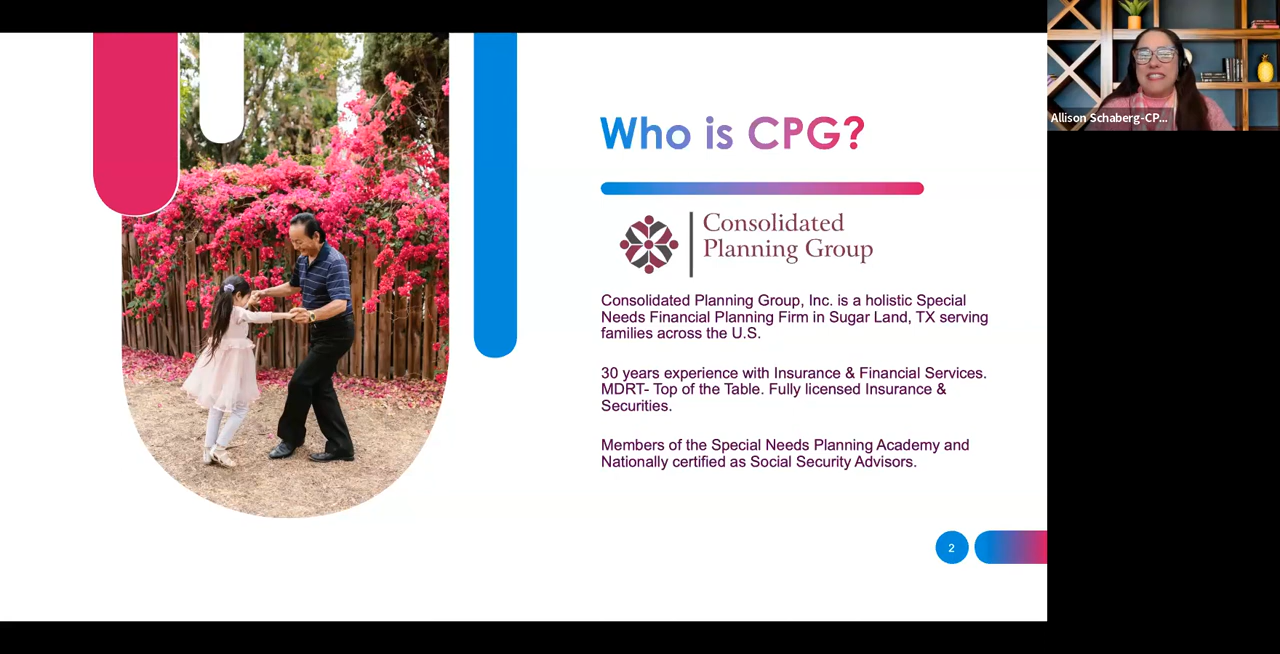 Who is CPG?
Consolidated
Planning Group
Consolidated Planning Group, Inc. is a holistic Special
Needs Financial Planning Firm in Sugar Land, TX serving
families across the U.S.
30 years experience with Insurance & Financial Services.
MDRT- Top of the Table. Fully licensed Insurance &
Securities.
Members of the Special Needs Planning Academy and
Nationally certified as Social Security Advisors.
2
Allison Schaberg-CP...